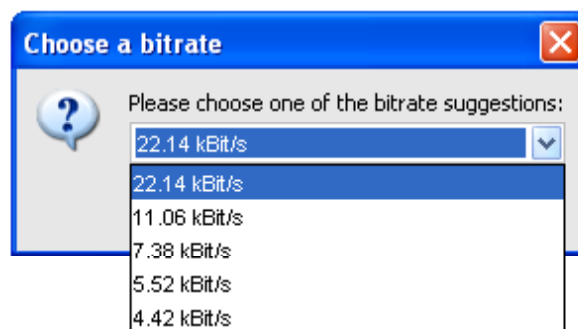 Choose a bitrate
Please choose one of the bitrate suggestions:
22.14 kBit/s
22.14 kBit/s
11.06 kBit/s
7.38 kBit/s
5.52 kBit/s
4.42 kBit/s